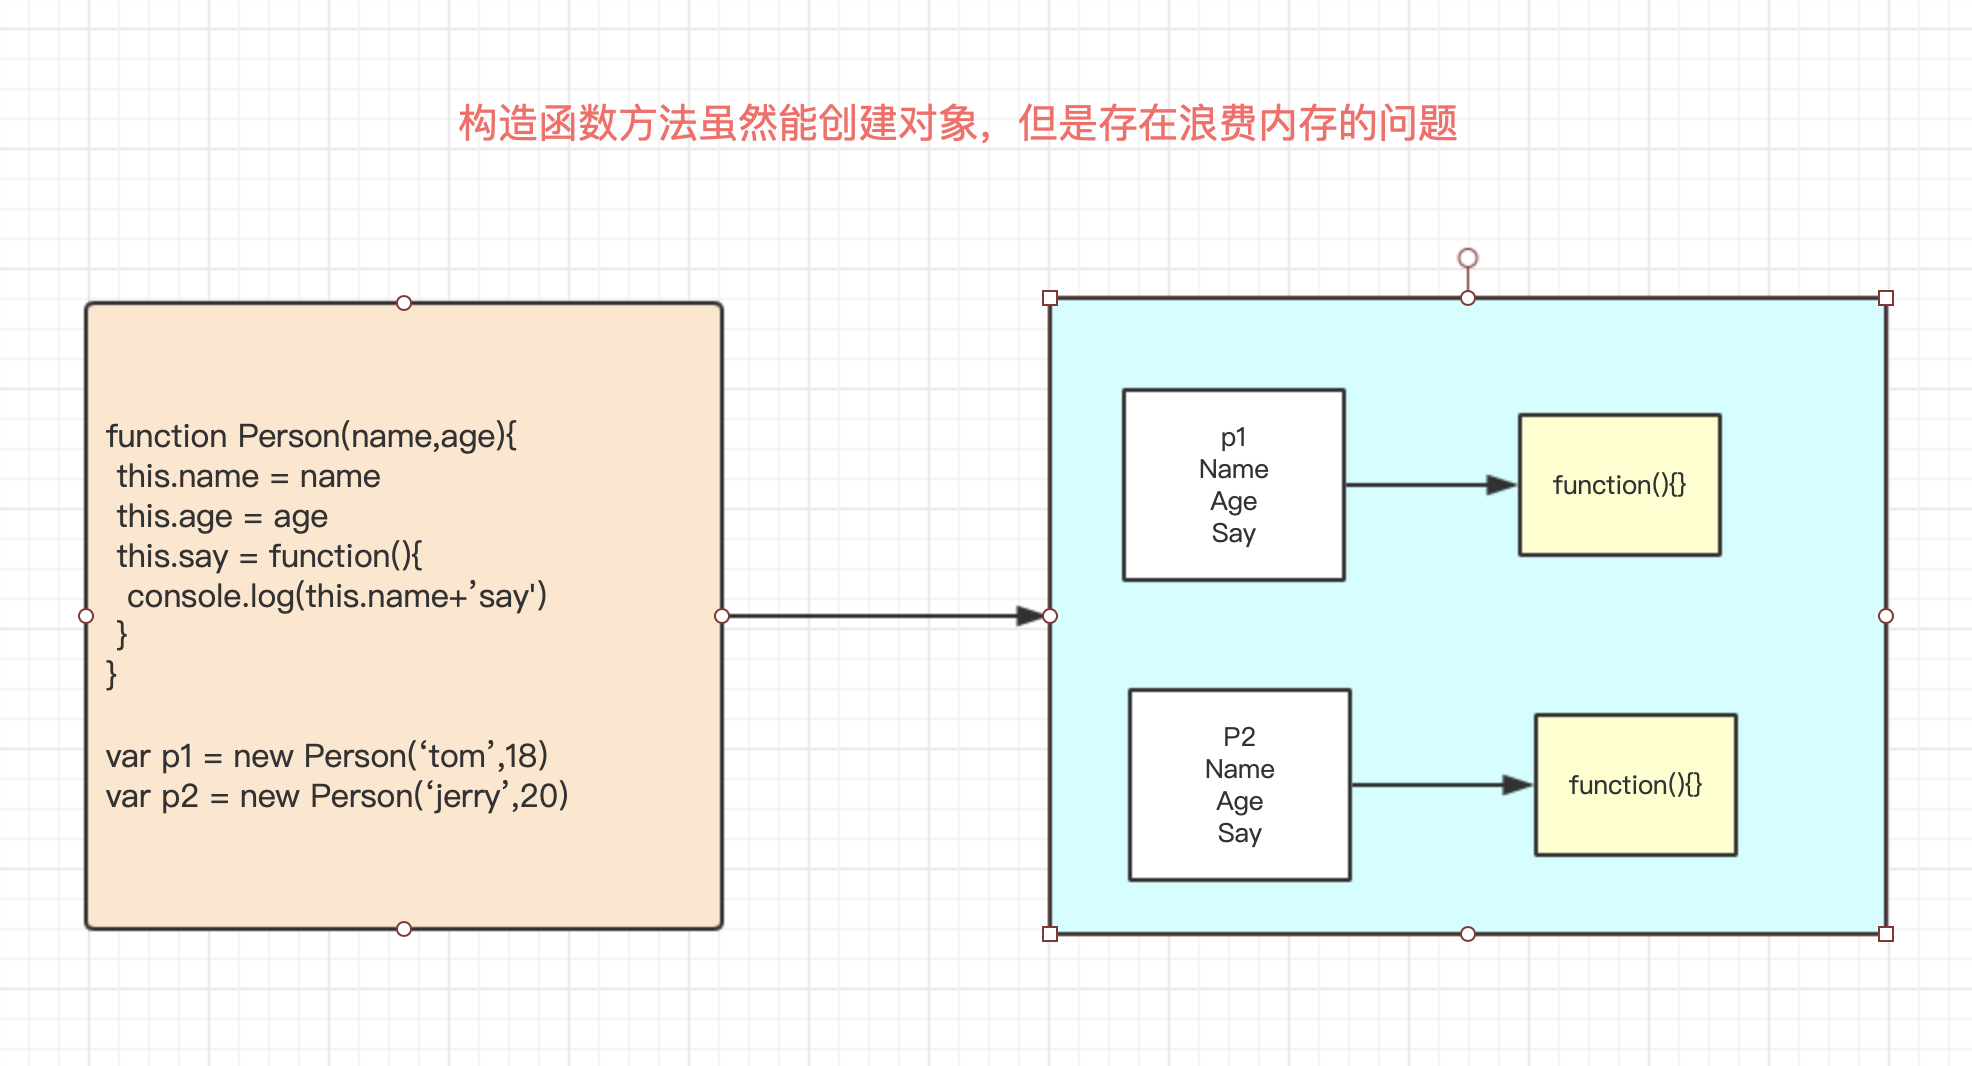 构造函数方法虽然能创建对象，但是存在浪费内存的问题
function Person(name,age){
this.name = name
this.age = age
this.say = function(){
console.log(this.name+’say')
}
}
var p1 = new Person(‘tom’,18)
var p2 = new Person(‘jerry’,20)
p1
Name
Age
Say
function(){}
P2
Name
Age
Say
function(){}